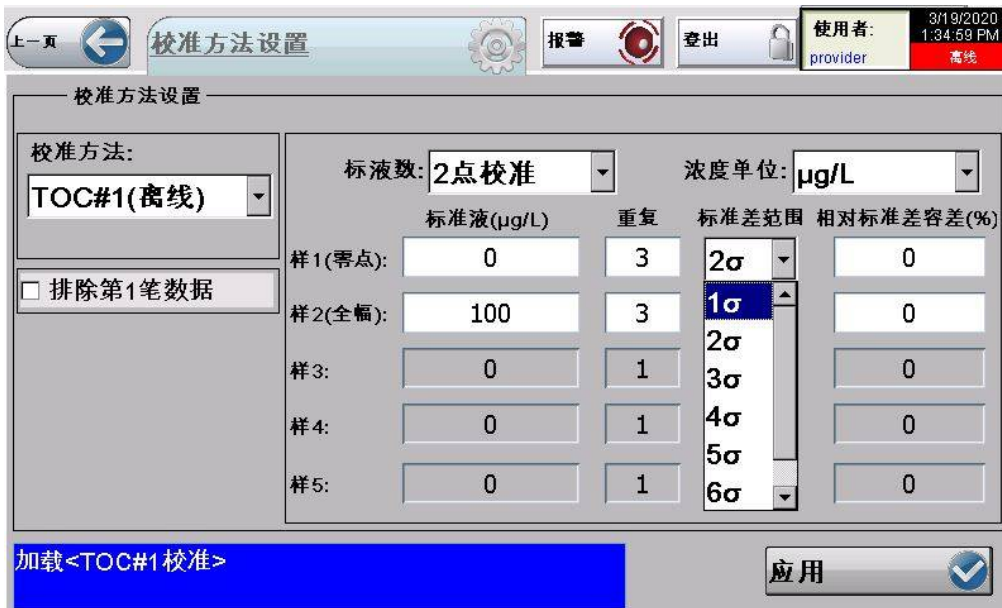 上一页
校准方法设置
报警
登出
使用者:
provider
3/19/2020
1:34:59 PM
离线
校准方法设置
校准方法:
TOC#1(离线)
排除第1笔数据
标液数: 2点校准 浓度单位: μg/L
标准液(μg/L) 重复 标准差范围 相对标准差容差(%)
样1(零点): 0 3 2σ 0
样2(全幅): 100 3 1σ 0
2σ
样3: 0 1 3σ 0
样4: 0 1 4σ 0
5σ
样5: 0 1 6σ 0
加载<TOC#1校准>
应用